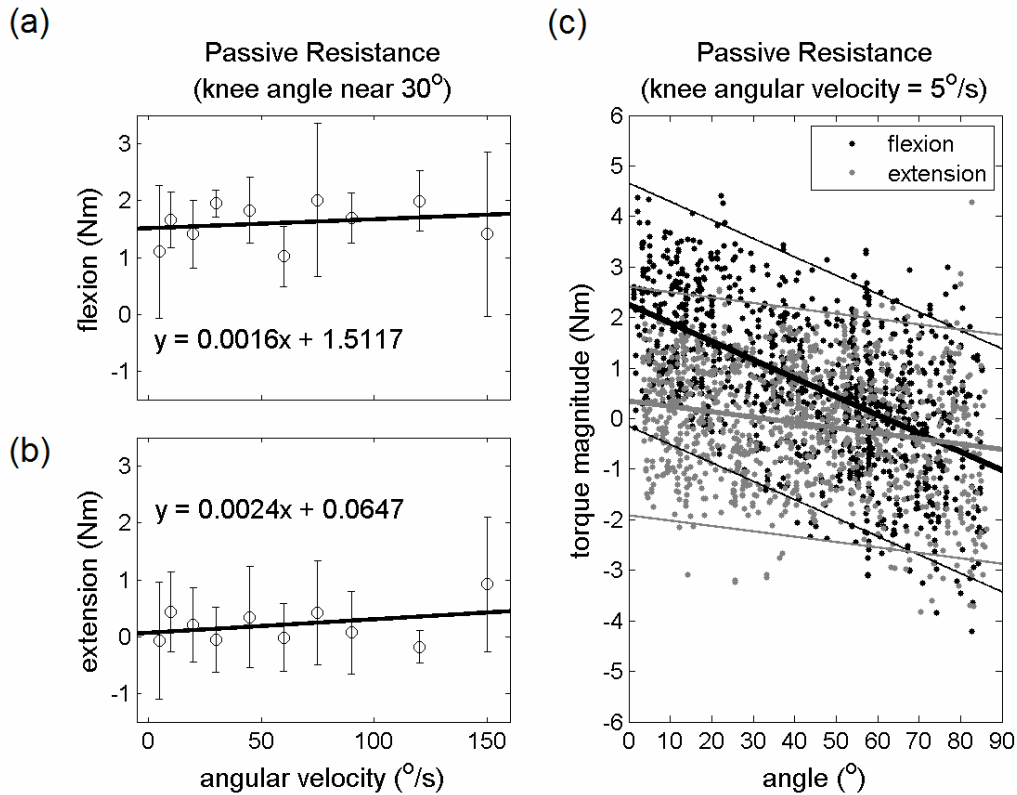 (a)
Passive Resistance
(knee angle near 30°)
3
2
1
0
-1
flexion (Nm)
y = 0.0016x + 1.5117
(b)
3
2
1
0
-1
extension (Nm)
y = 0.0024x + 0.0647
0
50
100
150
angular velocity (°/s)
(c)
Passive Resistance
(knee angular velocity = 5°/s)
flexion
extension
6
5
4
3
2
1
0
-1
-2
-3
-4
-5
-6
torque magnitude (Nm)
0 10 20 30 40 50 60 70 80 90
angle (°)